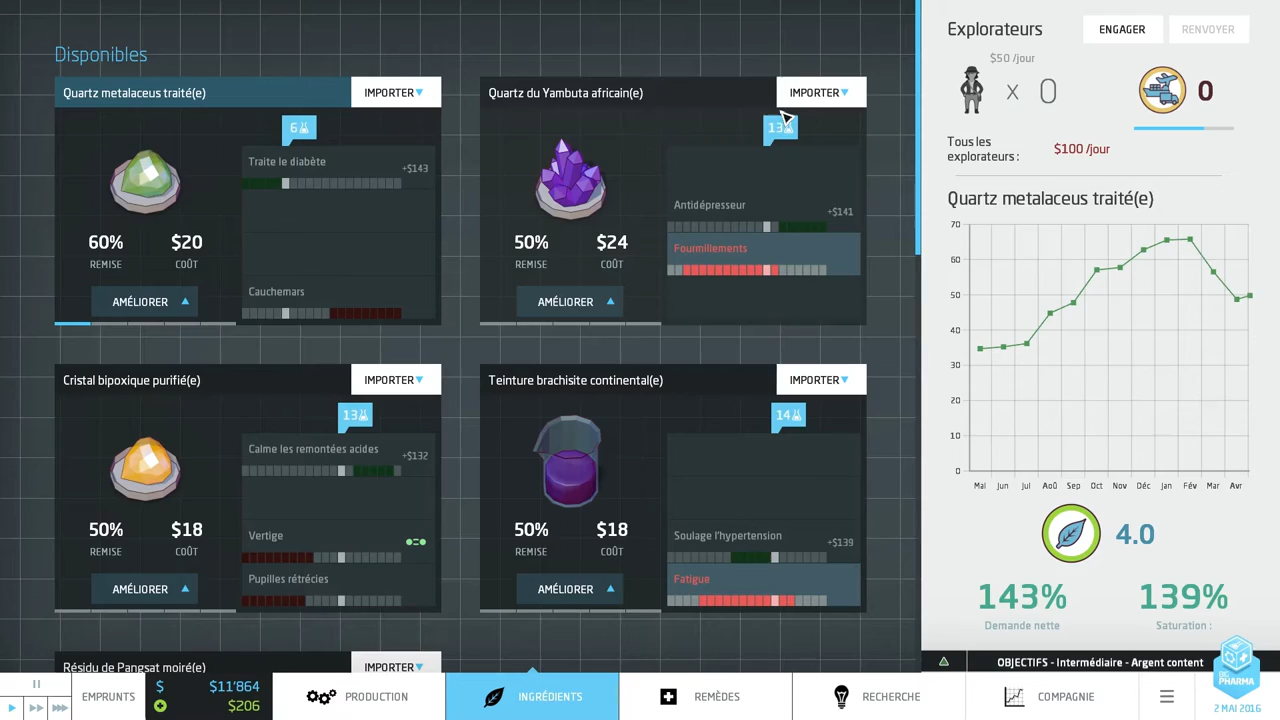 Disponibles
Quartz metalaceus traité(e)
IMPORTER
6
Traite le diabète
+$143
60%
REMISE
$20
COÛT
AMÉLIORER
Cauchemars
Quartz du Yambuta africain(e)
IMPORTER
13
Antidépresseur
+$141
Fourmillements
50%
REMISE
$24
COÛT
AMÉLIORER
Cristal bipoxique purifié(e)
IMPORTER
13
Calme les remontées acides
+$132
50%
REMISE
$18
COÛT
Vertige
Pupilles rétrécies
AMÉLIORER
Teinture brachisite continental(e)
IMPORTER
14
Soulage l'hypertension
+$139
50%
REMISE
$18
COÛT
Fatigue
AMÉLIORER
Résidu de Pangsat moiré(e)
IMPORTER
Explorateurs
ENGAGER
RENVOYER
$50 /jour
X 0
0
Tous les
explorateurs :
$100 /jour
Quartz metalaceus traité(e)
70
60
50
40
30
20
10
0
Mai Jun Jul Aoû Sep Oct Nov Déc Jan Fév Mar Avr
4.0
143%
Demande nette
139%
Saturation :
OBJECTIFS - Intermédiaire - Argent content
BIG PHARMA
2 MAI 2016
EMPRUNTS
$ $11'864
$206
PRODUCTION
INGRÉDIENTS
REMÈDES
RECHERCHE
COMPAGNIE